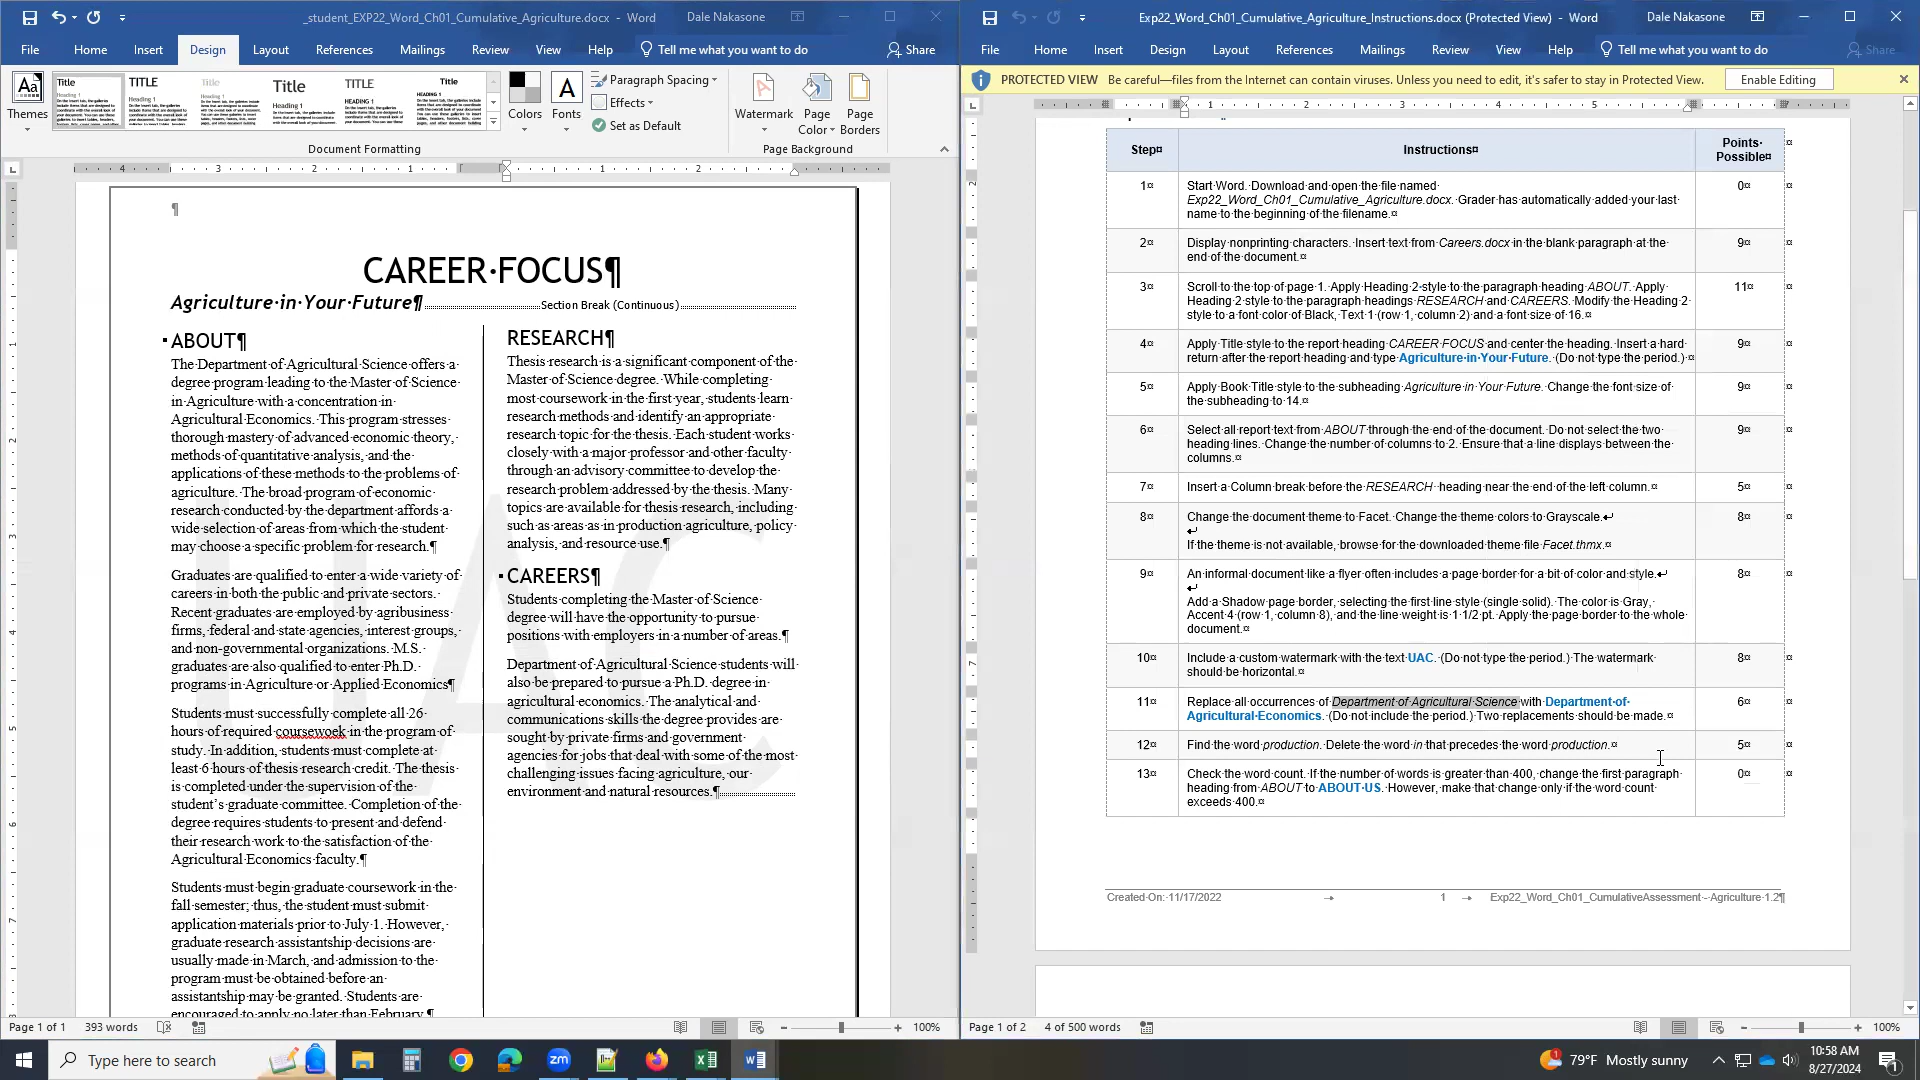 _student_EXP22_Word_Ch01_Cumulative_Agriculture.docx - Word
Dale Nakasone
File Home Insert Design Layout References Mailings Review View Help Tell me what you want to do Share
Themes
Colors
Fonts
Paragraph Spacing
Effects
Set as Default
Watermark
Page Color
Page Borders
Document Formatting
Page Background
¶
CAREER·FOCUS¶
Agriculture·in·Your·Future¶
Section Break (Continuous)
ABOUT¶
The Department of Agricultural Science offers a
degree program leading to the Master of Science
in Agriculture with a concentration in
Agricultural Economics. This program stresses
thorough mastery of advanced economic theory,
methods of quantitative analysis, and the
applications of these methods to the problems of
agriculture. The broad program of economic
research conducted by the department affords a
wide selection of areas from which the student
may choose a specific problem for research.¶
Graduates are qualified to enter a wide variety of
careers in both the public and private sectors.
Recent graduates are employed by agribusiness
firms, federal and state agencies, interest groups,
and non-governmental organizations. M.S.
graduates are also qualified to enter Ph.D.
programs in Agriculture or Applied Economics¶
Students must successfully complete all 26
hours of required coursewoek in the program of
study. In addition, students must complete at
least 6 hours of thesis research credit. The thesis
is completed under the supervision of the
student's graduate committee. Completion of the
degree requires students to present and defend
their research work to the satisfaction of the
Agricultural Economics faculty.¶
Students must begin graduate coursework in the
fall semester; thus, the student must submit
application materials prior to July 1. However,
graduate research assistantship decisions are
usually made in March, and admission to the
program must be obtained before an
assistantship may be granted. Students are
encouraged to apply no later than February.¶
RESEARCH¶
Thesis research is a significant component of the
Master of Science degree. While completing
most coursework in the first year, students learn
research methods and identify an appropriate
research topic for the thesis. Each student works
closely with a major professor and other faculty
through an advisory committee to develop the
research problem addressed by the thesis. Many
topics are available for thesis research, including
such as areas as in production agriculture, policy
analysis, and resource use.¶
CAREERS¶
Students completing the Master of Science
degree will have the opportunity to pursue
positions with employers in a number of areas.¶
Department of Agricultural Science students will
also be prepared to pursue a Ph.D. degree in
agricultural economics. The analytical and
communications skills the degree provides are
sought by private firms and government
agencies for jobs that deal with some of the most
challenging issues facing agriculture, our
environment and natural resources.¶
UAC
Page 1 of 1 393 words 100%
Exp22_Word_Ch01_Cumulative_Agriculture_Instructions.docx (Protected View) - Word
Dale Nakasone
File Home Insert Design Layout References Mailings Review View Help Tell me what you want to do Share
PROTECTED VIEW Be careful—files from the Internet can contain viruses. Unless you need to edit, it's safer to stay in Protected View. Enable Editing
Step¤ Instructions¤ Points· Possible¤
1¤ Start Word. Download and open the file named 0¤
Exp22_Word_Ch01_Cumulative_Agriculture.docx. Grader has automatically added your last
name to the beginning of the filename.¤
2¤ Display nonprinting characters. Insert text from Careers.docx in the blank paragraph at the 9¤
end of the document.¤
3¤ Scroll to the top of page 1. Apply Heading 2 style to the paragraph heading ABOUT. Apply 11¤
Heading 2 style to the paragraph headings RESEARCH and CAREERS. Modify the Heading 2
style to a font color of Black, Text 1 (row 1, column 2) and a font size of 16.¤
4¤ Apply Title style to the report heading CAREER FOCUS and center the heading. Insert a hard 9¤
return after the report heading and type Agriculture in Your Future. (Do not type the period.)¤
5¤ Apply Book Title style to the subheading Agriculture in Your Future. Change the font size of 9¤
the subheading to 14.¤
6¤ Select all report text from ABOUT through the end of the document. Do not select the two 9¤
heading lines. Change the number of columns to 2. Ensure that a line displays between the
columns.¤
7¤ Insert a Column break before the RESEARCH heading near the end of the left column.¤ 5¤
8¤ Change the document theme to Facet. Change the theme colors to Grayscale.↵ 8¤
↵
If the theme is not available, browse for the downloaded theme file Facet.thmx.¤
9¤ An informal document like a flyer often includes a page border for a bit of color and style.↵ 8¤
↵
Add a Shadow page border, selecting the first line style (single solid). The color is Gray,
Accent 4 (row 1, column 8), and the line weight is 1 1/2 pt. Apply the page border to the whole
document.¤
10¤ Include a custom watermark with the text UAC. (Do not type the period.) The watermark 8¤
should be horizontal.¤
11¤ Replace all occurrences of Department of Agricultural Science with Department of 6¤
Agricultural Economics. (Do not include the period.) Two replacements should be made.¤
12¤ Find the word production. Delete the word in that precedes the word production.¤ 5¤
13¤ Check the word count. If the number of words is greater than 400, change the first paragraph 0¤
heading from ABOUT to ABOUT US. However, make that change only if the word count
exceeds 400.¤
Created On: 11/17/2022 → 1 → Exp22_Word_Ch01_CumulativeAssessment - Agriculture 1.2¶
Page 1 of 2 4 of 500 words 100%
Type here to search
79°F Mostly sunny
10:58 AM
8/27/2024